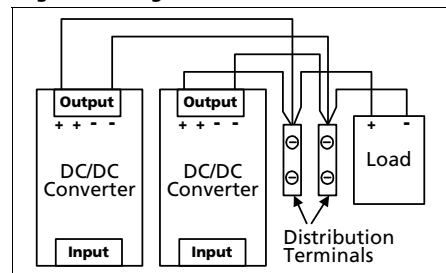 Output
+ + - -
DC/DC
Converter
Input
Output
+ + - -
DC/DC
Converter
Input
+ -
Load
Distribution
Terminals